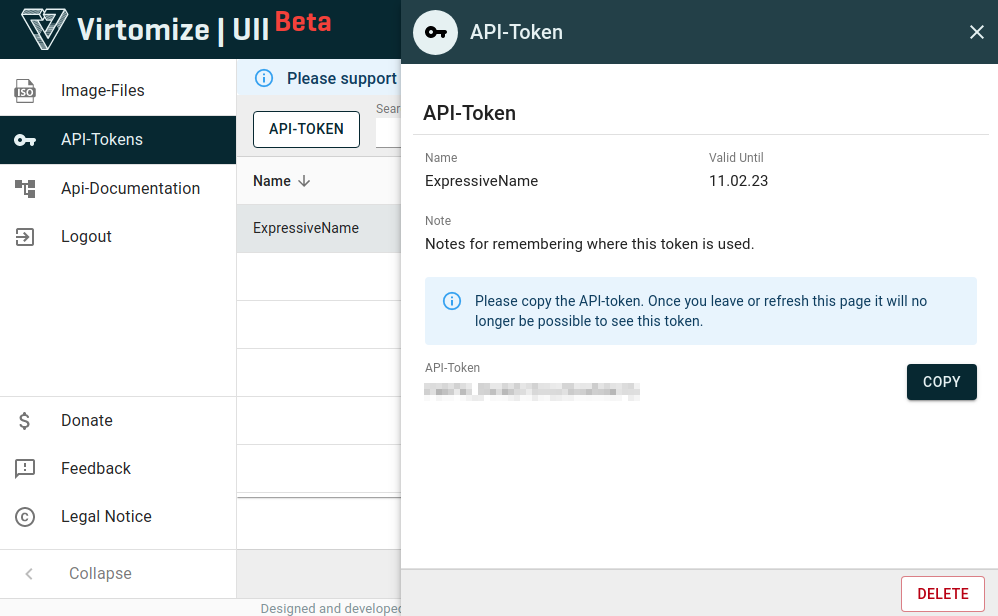 Virtomize | UII Beta
Image-Files
ISO
API-Tokens
Api-Documentation
Logout
Donate
Feedback
Legal Notice
Collapse
Please support
API-TOKEN
Sear
Name
ExpressiveName
Designed and developed
API-Token
API-Token
Name
Valid Until
ExpressiveName
11.02.23
Note
Notes for remembering where this token is used.
Please copy the API-token. Once you leave or refresh this page it will no
longer be possible to see this token.
API-Token
COPY
DELETE